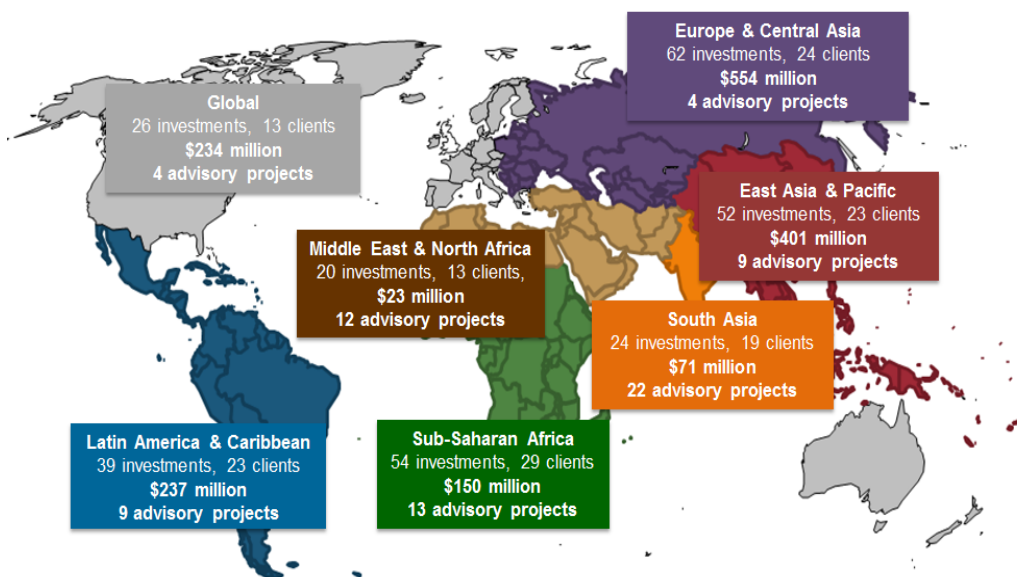 Europe & Central Asia
62 investments, 24 clients
$554 million
4 advisory projects
Global
26 investments, 13 clients
$234 million
4 advisory projects
East Asia & Pacific
52 investments, 23 clients
$401 million
9 advisory projects
Middle East & North Africa
20 investments, 13 clients,
$23 million
12 advisory projects
South Asia
24 investments, 19 clients
$71 million
22 advisory projects
Latin America & Caribbean
39 investments, 23 clients
$237 million
9 advisory projects
Sub-Saharan Africa
54 investments, 29 clients
$150 million
13 advisory projects